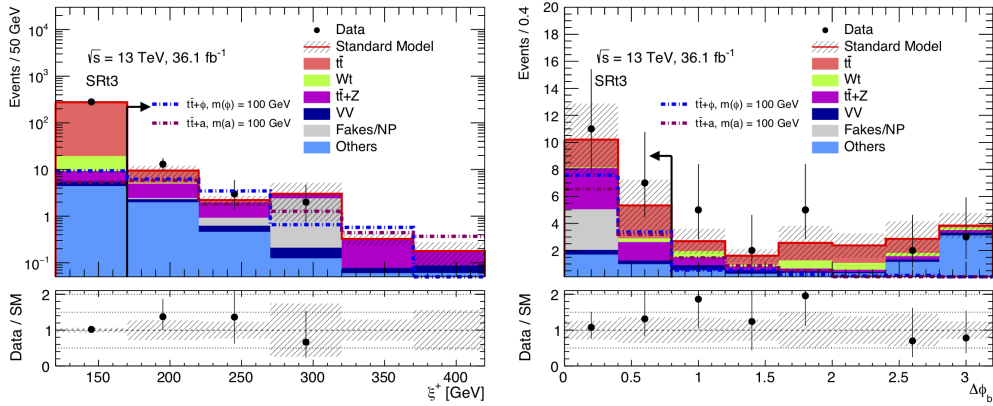 Events / 50 GeV
10⁴
10³
10²
10
1
10⁻¹
√s = 13 TeV, 36.1 fb⁻¹
SRt3
tt̄+ϕ, m(ϕ) = 100 GeV
tt̄+a, m(a) = 100 GeV
Data
Standard Model
tt̄
Wt
tt̄+Z
VV
Fakes/NP
Others
Data / SM
2
1
0
150 200 250 300 350 400
ξ⁺ [GeV]
Events / 0.4
20
18
16
14
12
10
8
6
4
2
√s = 13 TeV, 36.1 fb⁻¹
SRt3
tt̄+ϕ, m(ϕ) = 100 GeV
tt̄+a, m(a) = 100 GeV
Data
Standard Model
tt̄
Wt
tt̄+Z
VV
Fakes/NP
Others
Data / SM
2
1
0
0 0.5 1 1.5 2 2.5 3
Δϕb